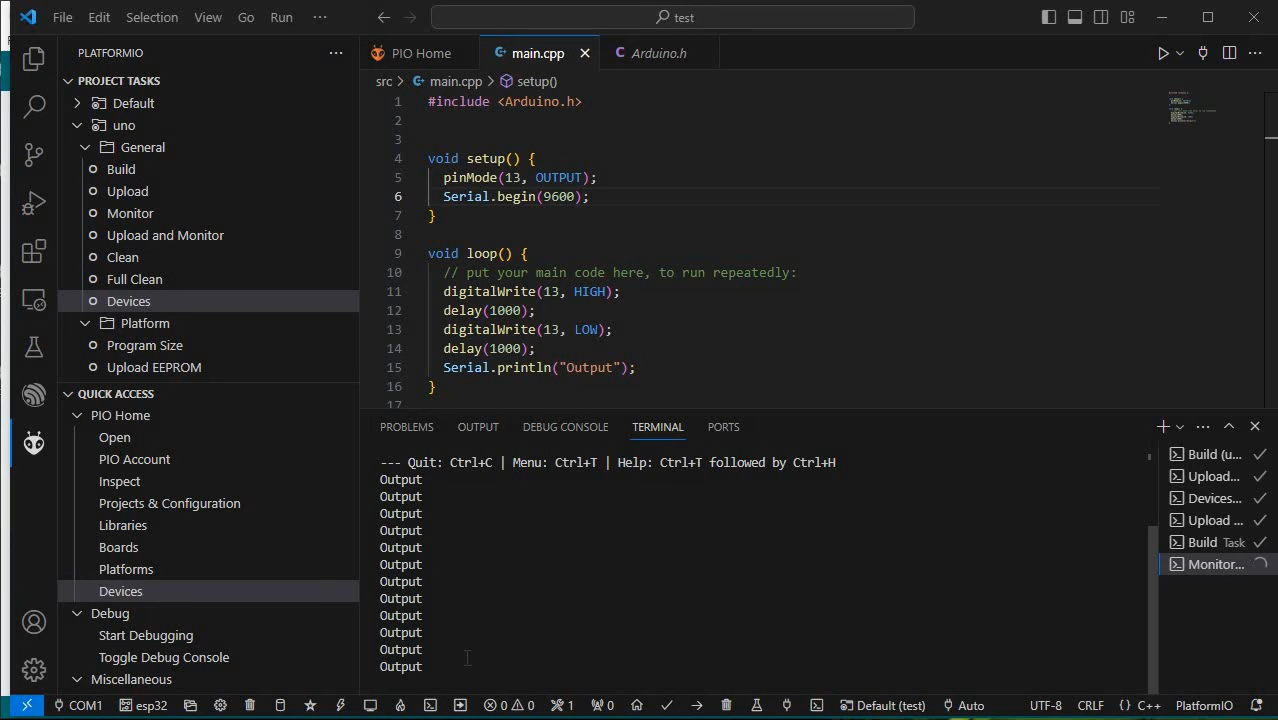 File Edit Selection View Go Run ···
test
PLATFORMIO ···
PROJECT TASKS
Default
uno
General
Build
Upload
Monitor
Upload and Monitor
Clean
Full Clean
Devices
Platform
Program Size
Upload EEPROM
QUICK ACCESS
PIO Home
Open
PIO Account
Inspect
Projects & Configuration
Libraries
Boards
Platforms
Devices
Debug
Start Debugging
Toggle Debug Console
Miscellaneous
PIO Home
main.cpp
Arduino.h
src > main.cpp > setup()
1 #include <Arduino.h>
2
3
4 void setup() {
5 pinMode(13, OUTPUT);
6 Serial.begin(9600);
7 }
8
9 void loop() {
10 // put your main code here, to run repeatedly:
11 digitalWrite(13, HIGH);
12 delay(1000);
13 digitalWrite(13, LOW);
14 delay(1000);
15 Serial.println("Output");
16 }
17
PROBLEMS OUTPUT DEBUG CONSOLE TERMINAL PORTS
--- Quit: Ctrl+C | Menu: Ctrl+T | Help: Ctrl+T followed by Ctrl+H
Output
Output
Output
Output
Output
Output
Output
Output
Output
Output
Output
Output
Build (u...
Upload...
Devices...
Upload ...
Build Task
Monitor...
COM1 esp32 0 0 1 0 Default (test) Auto UTF-8 CRLF {} C++ PlatformIO